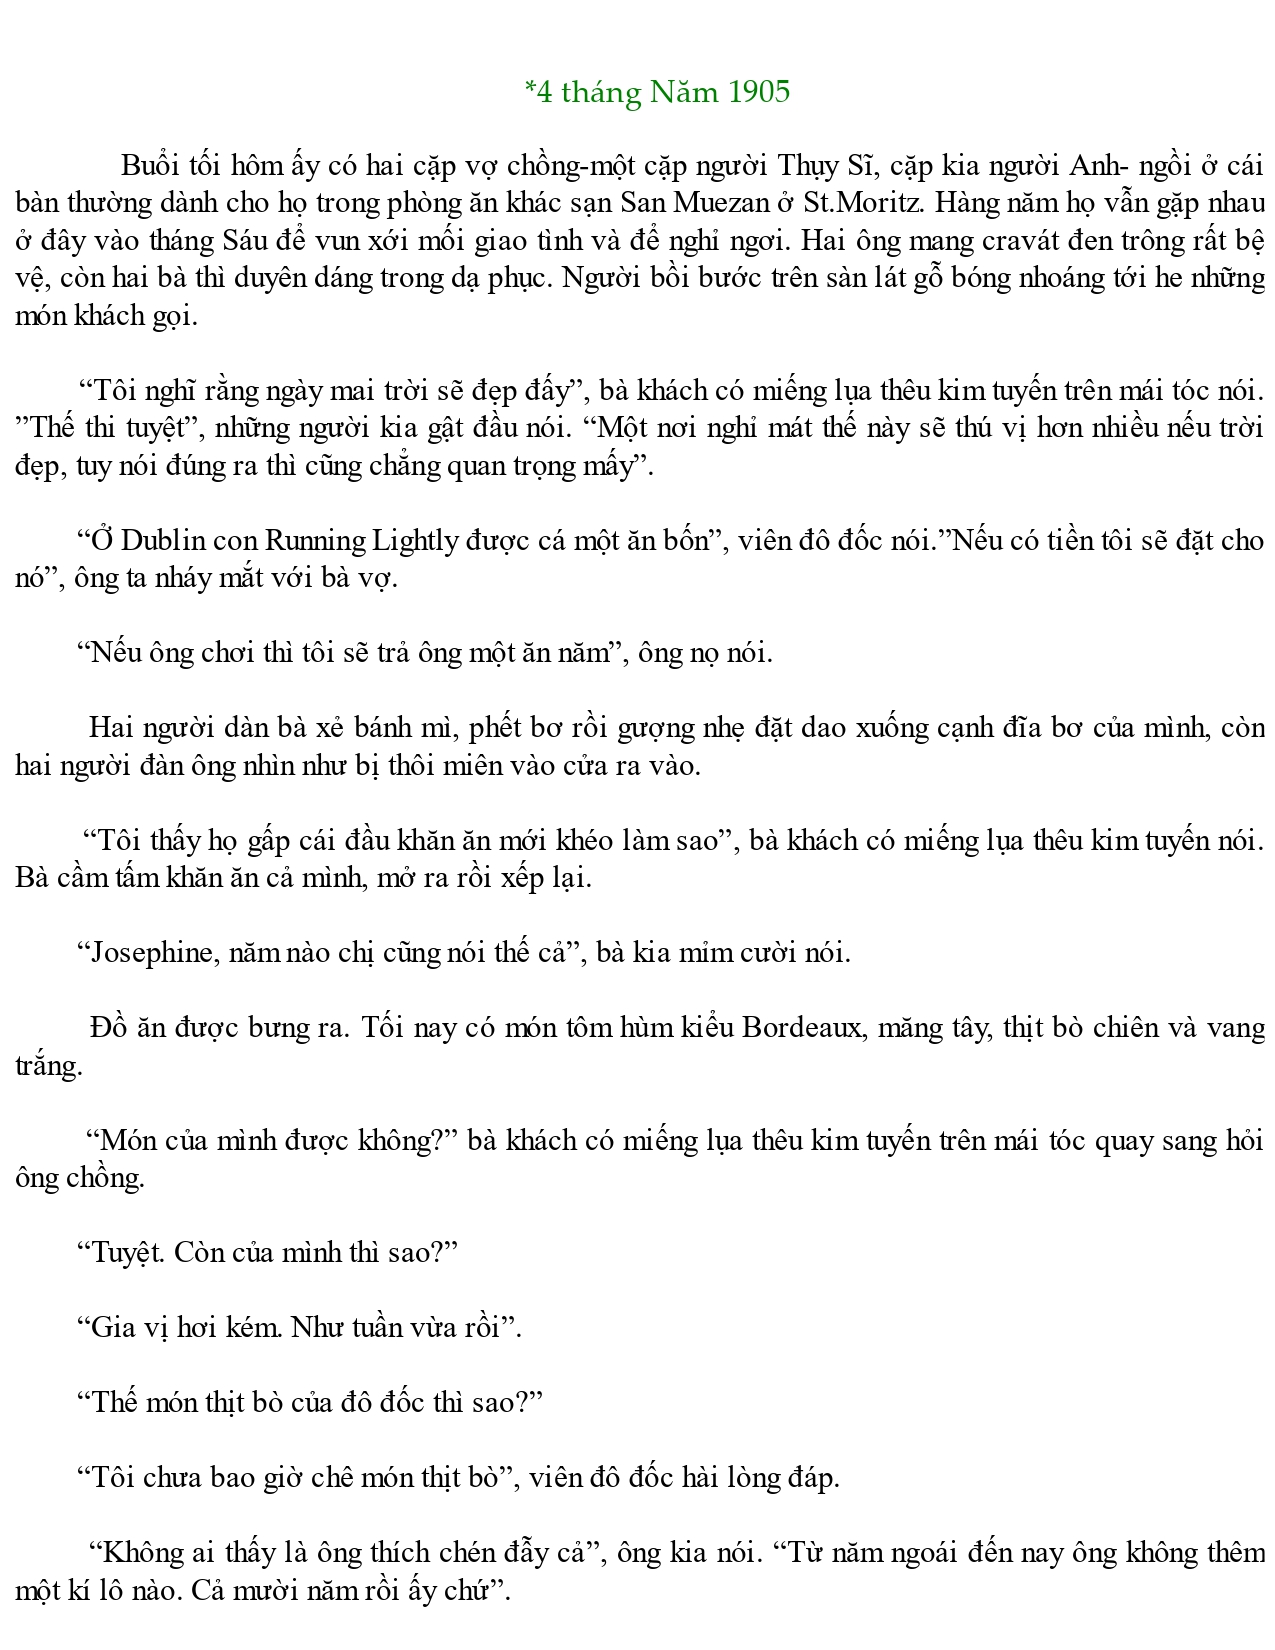 *4 tháng Năm 1905
Buổi tối hôm ấy có hai cặp vợ chồng-một cặp người Thụy Sĩ, cặp kia người Anh- ngồi ở cái
bàn thường dành cho họ trong phòng ăn khác sạn San Muezan ở St.Moritz. Hàng năm họ vẫn gặp nhau
ở đây vào tháng Sáu để vun xới mối giao tình và để nghỉ ngơi. Hai ông mang cravát đen trông rất bệ
vệ, còn hai bà thì duyên dáng trong dạ phục. Người bồi bước trên sàn lát gỗ bóng nhoáng tới he những
món khách gọi.
“Tôi nghĩ rằng ngày mai trời sẽ đẹp đấy”, bà khách có miếng lụa thêu kim tuyến trên mái tóc nói.
”Thế thi tuyệt”, những người kia gật đầu nói. “Một nơi nghỉ mát thế này sẽ thú vị hơn nhiều nếu trời
đẹp, tuy nói đúng ra thì cũng chẳng quan trọng mấy”.
“Ở Dublin con Running Lightly được cá một ăn bốn”, viên đô đốc nói.”Nếu có tiền tôi sẽ đặt cho
nó”, ông ta nháy mắt với bà vợ.
“Nếu ông chơi thì tôi sẽ trả ông một ăn năm”, ông nọ nói.
Hai người dàn bà xẻ bánh mì, phết bơ rồi gượng nhẹ đặt dao xuống cạnh đĩa bơ của mình, còn
hai người đàn ông nhìn như bị thôi miên vào cửa ra vào.
“Tôi thấy họ gấp cái đầu khăn ăn mới khéo làm sao”, bà khách có miếng lụa thêu kim tuyến nói.
Bà cầm tấm khăn ăn cả mình, mở ra rồi xếp lại.
“Josephine, năm nào chị cũng nói thế cả”, bà kia mỉm cười nói.
Đồ ăn được bưng ra. Tối nay có món tôm hùm kiểu Bordeaux, măng tây, thịt bò chiên và vang
trắng.
“Món của mình được không?” bà khách có miếng lụa thêu kim tuyến trên mái tóc quay sang hỏi
ông chồng.
“Tuyệt. Còn của mình thì sao?”
“Gia vị hơi kém. Như tuần vừa rồi”.
“Thế món thịt bò của đô đốc thì sao?”
“Tôi chưa bao giờ chê món thịt bò”, viên đô đốc hài lòng đáp.
“Không ai thấy là ông thích chén đẫy cả”, ông kia nói. “Từ năm ngoái đến nay ông không thêm
một kí lô nào. Cả mười năm rồi ấy chứ”.